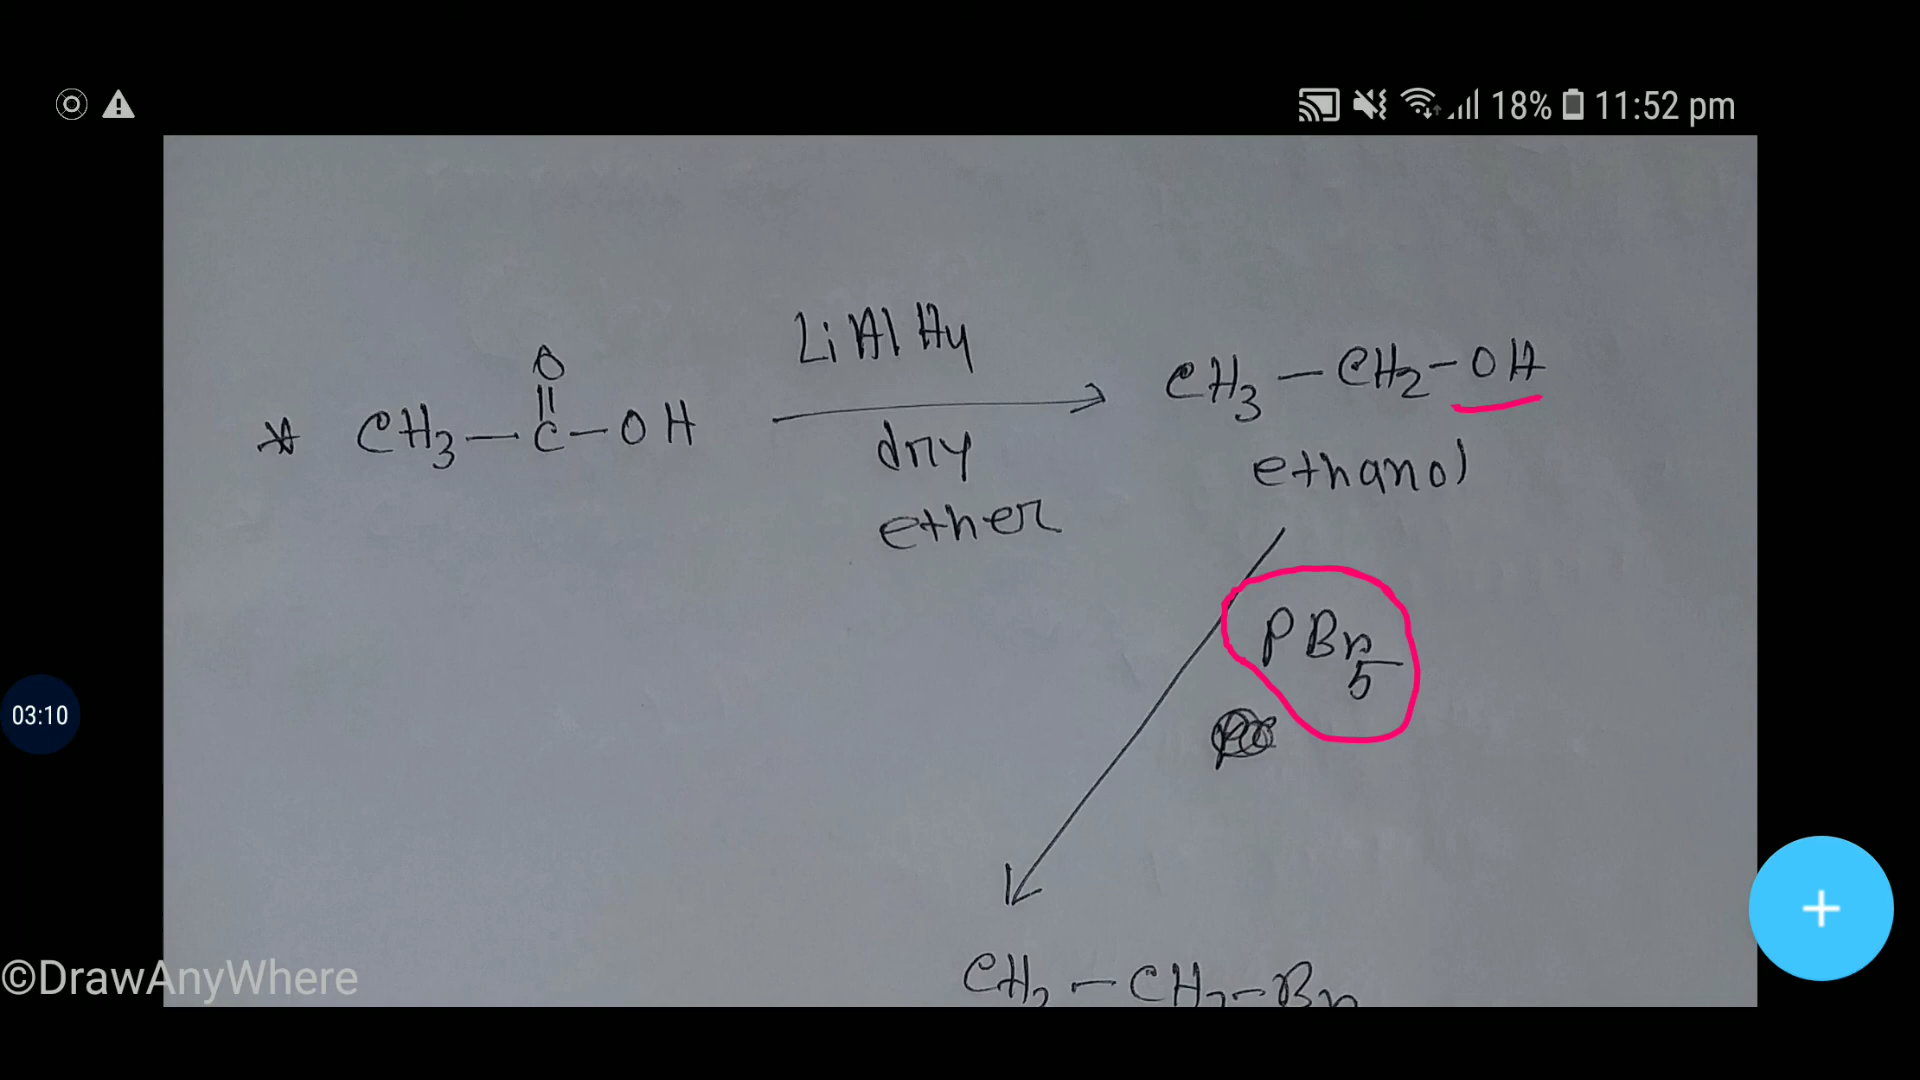 18% 11:52 pm
O
||
* CH3 — C — OH
LiAlH4
dry
ether
CH3 — CH2 — OH
ethanol
PBr5
03:10
CH3 — CH2 — Br
©DrawAnyWhere